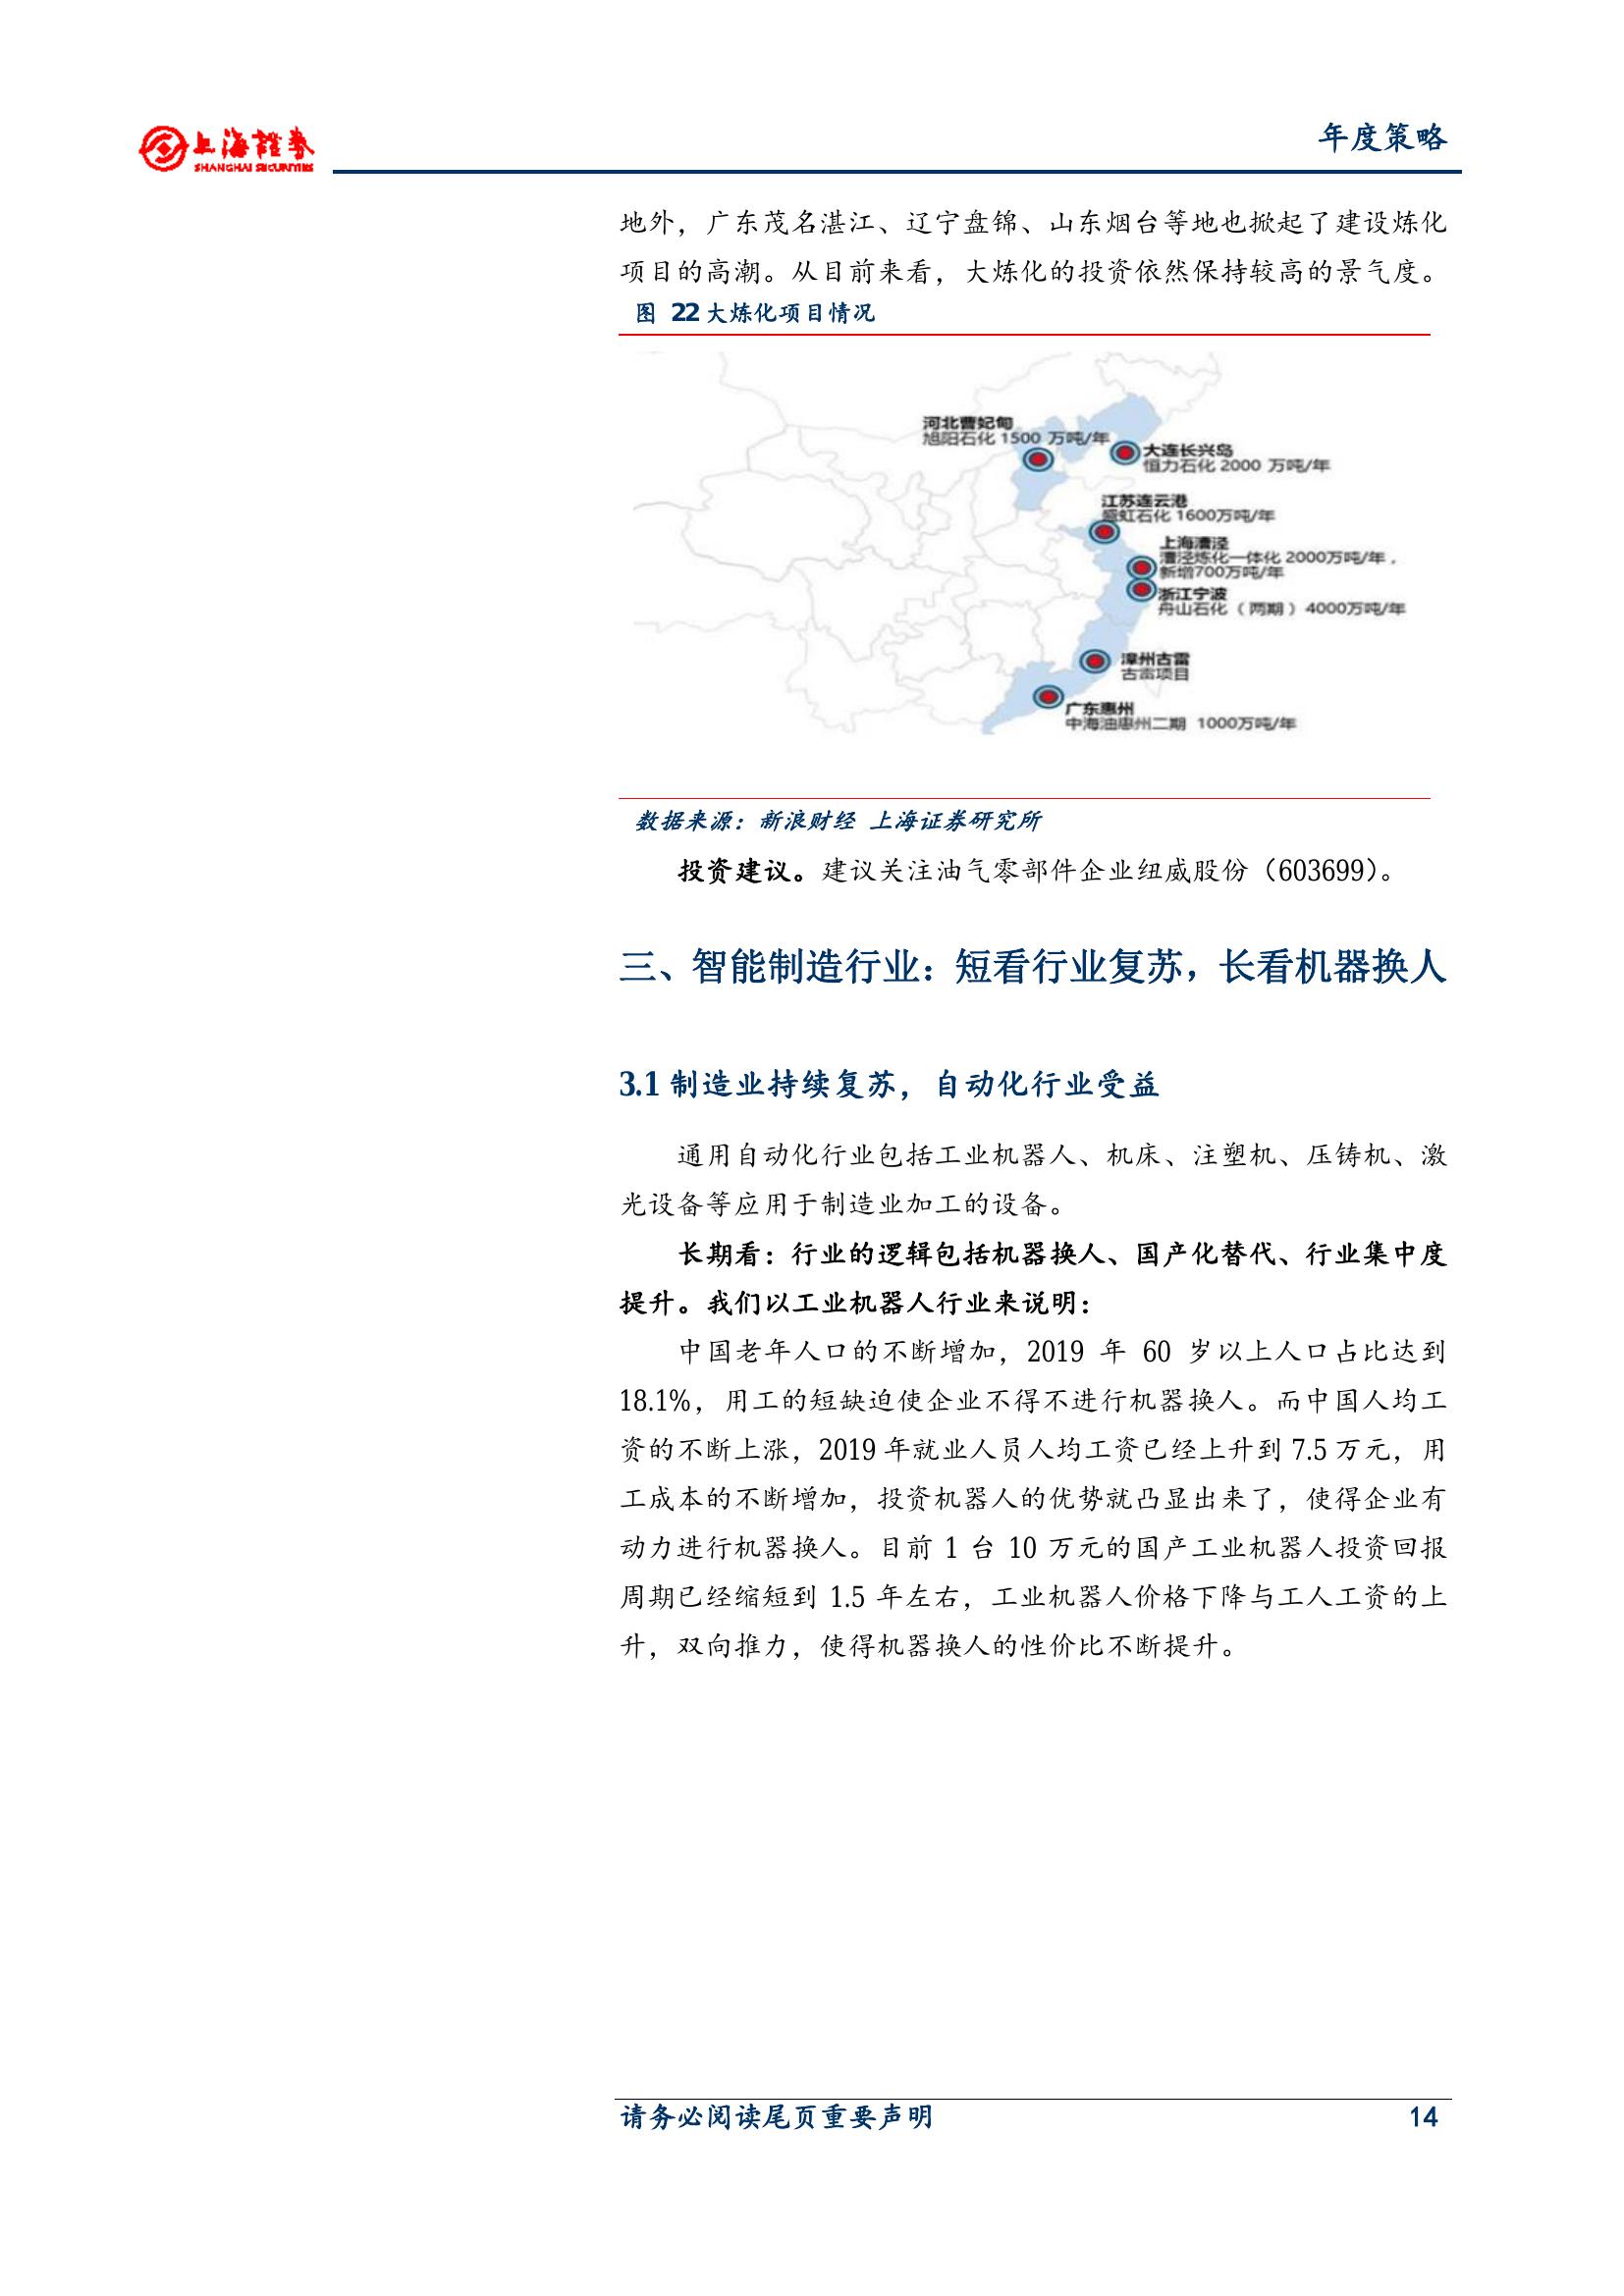 上海證券
SHANGHAI SECURITIES
年度策略
地外，广东茂名湛江、辽宁盘锦、山东烟台等地也掀起了建设炼化
项目的高潮。从目前来看，大炼化的投资依然保持较高的景气度。
图 22 大炼化项目情况
河北曹妃甸
旭阳石化 1500 万吨/年
大连长兴岛
恒力石化 2000 万吨/年
江苏连云港
盛虹石化 1600万吨/年
上海漕泾
漕泾炼化一体化 2000万吨/年，
新增700万吨/年
浙江宁波
舟山石化（两期）4000万吨/年
漳州古雷
古雷项目
广东惠州
中海油惠州二期 1000万吨/年
数据来源：新浪财经 上海证券研究所
投资建议。建议关注油气零部件企业纽威股份（603699）。
三、智能制造行业：短看行业复苏，长看机器换人
3.1 制造业持续复苏，自动化行业受益
通用自动化行业包括工业机器人、机床、注塑机、压铸机、激
光设备等应用于制造业加工的设备。
长期看：行业的逻辑包括机器换人、国产化替代、行业集中度
提升。我们以工业机器人行业来说明：
中国老年人口的不断增加，2019 年 60 岁以上人口占比达到
18.1%，用工的短缺迫使企业不得不进行机器换人。而中国人均工
资的不断上涨，2019 年就业人员人均工资已经上升到 7.5 万元，用
工成本的不断增加，投资机器人的优势就凸显出来了，使得企业有
动力进行机器换人。目前 1 台 10 万元的国产工业机器人投资回报
周期已经缩短到 1.5 年左右，工业机器人价格下降与工人工资的上
升，双向推力，使得机器换人的性价比不断提升。
请务必阅读尾页重要声明
14